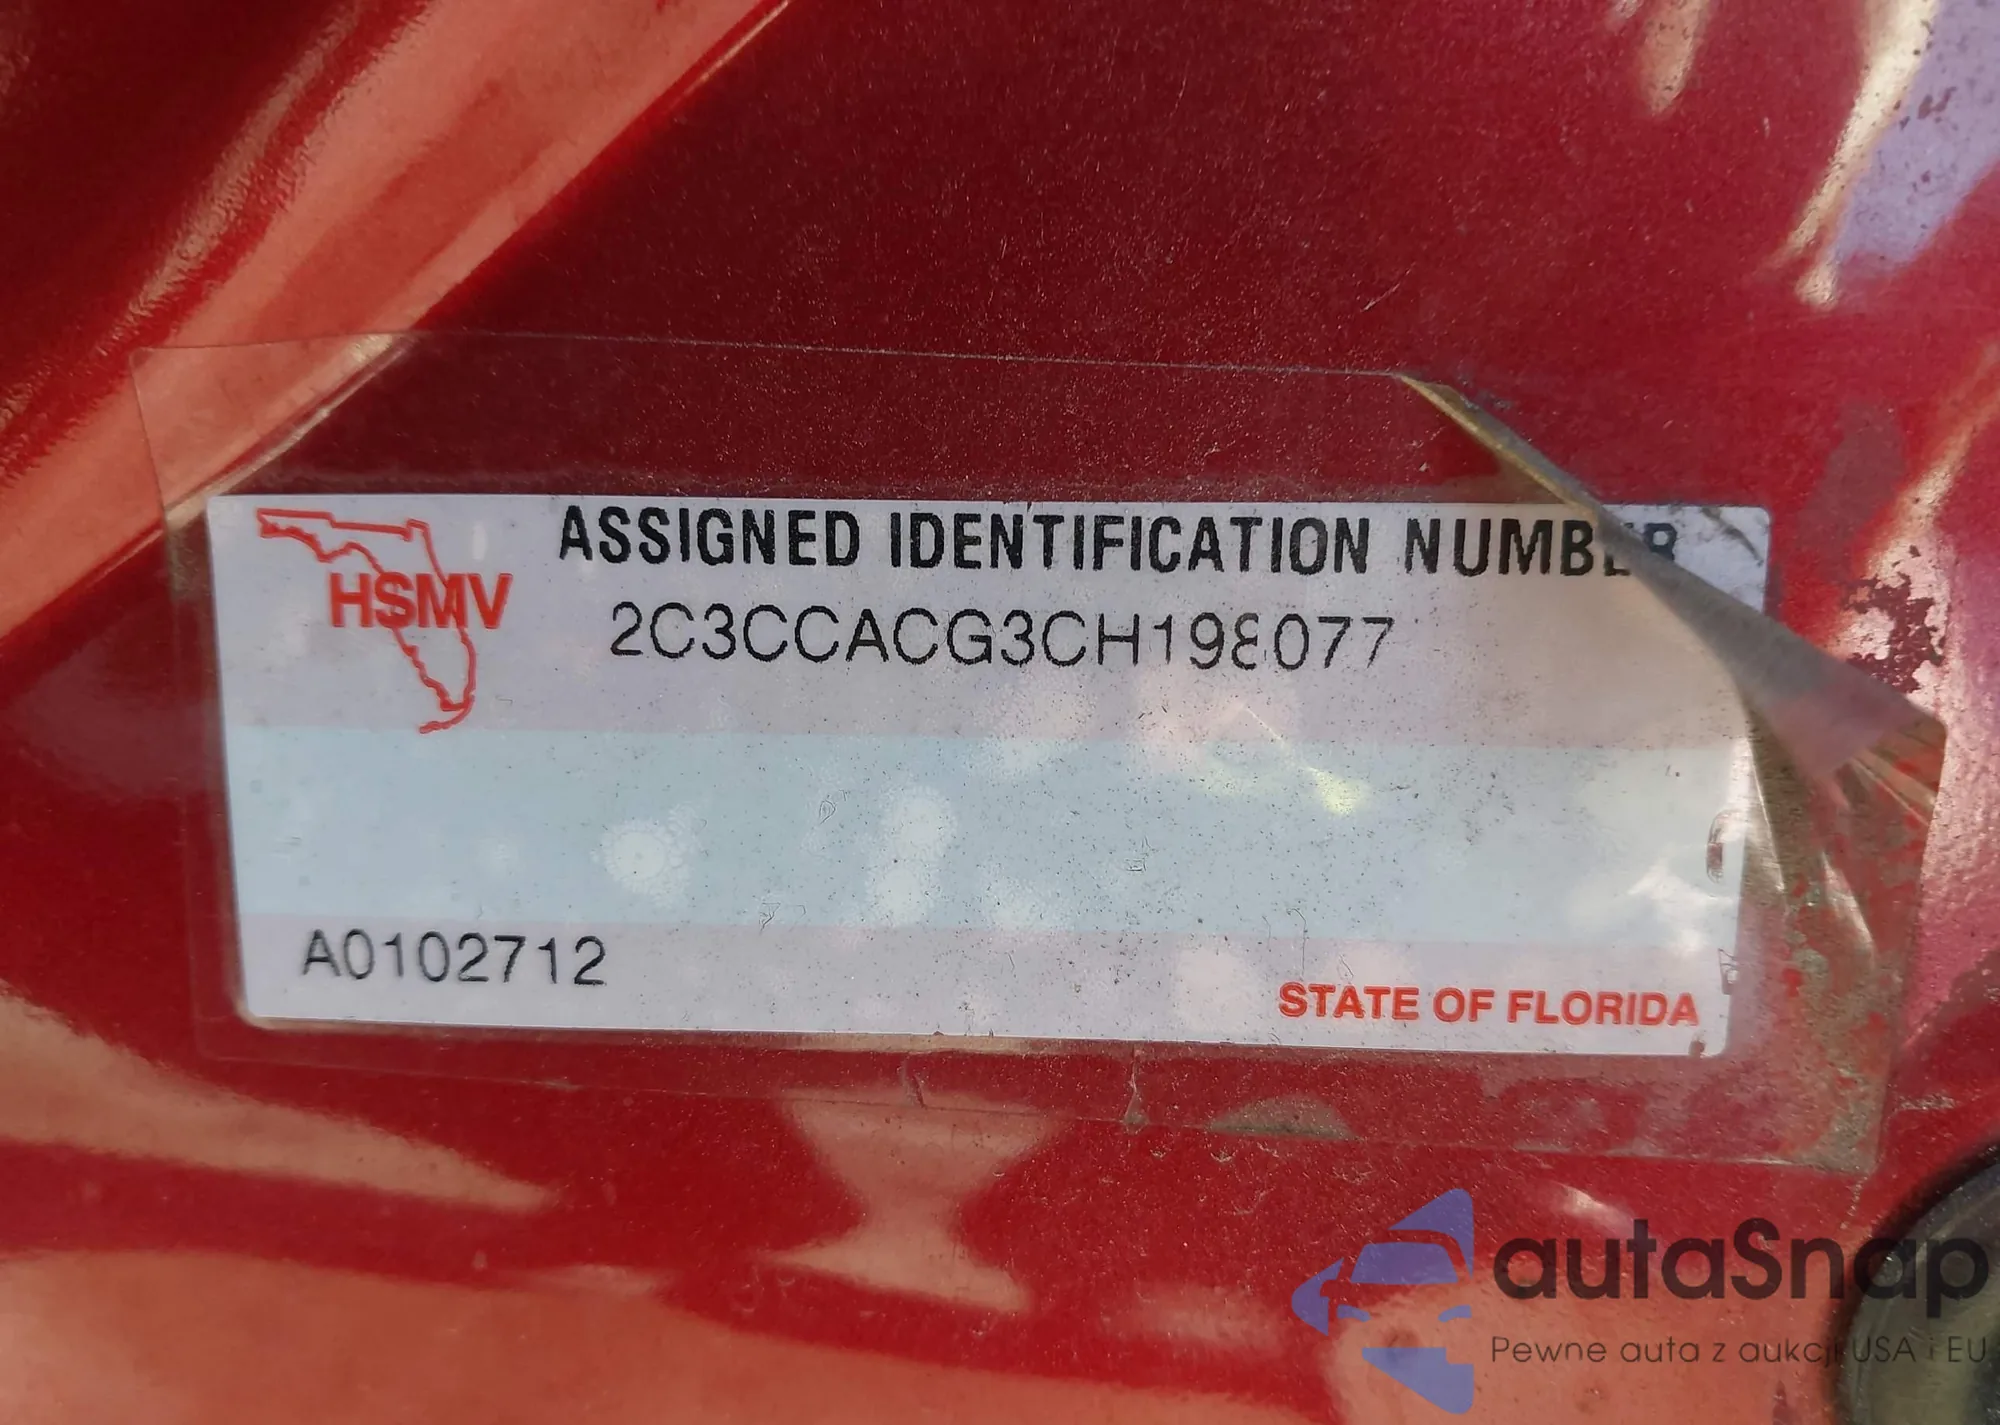 ASSIGNED IDENTIFICATION NUMBER
HSMV
2C3CCACG3CH198077
A0102712
STATE OF FLORIDA
autaSnap
Pewne auta z aukcji USA i EU